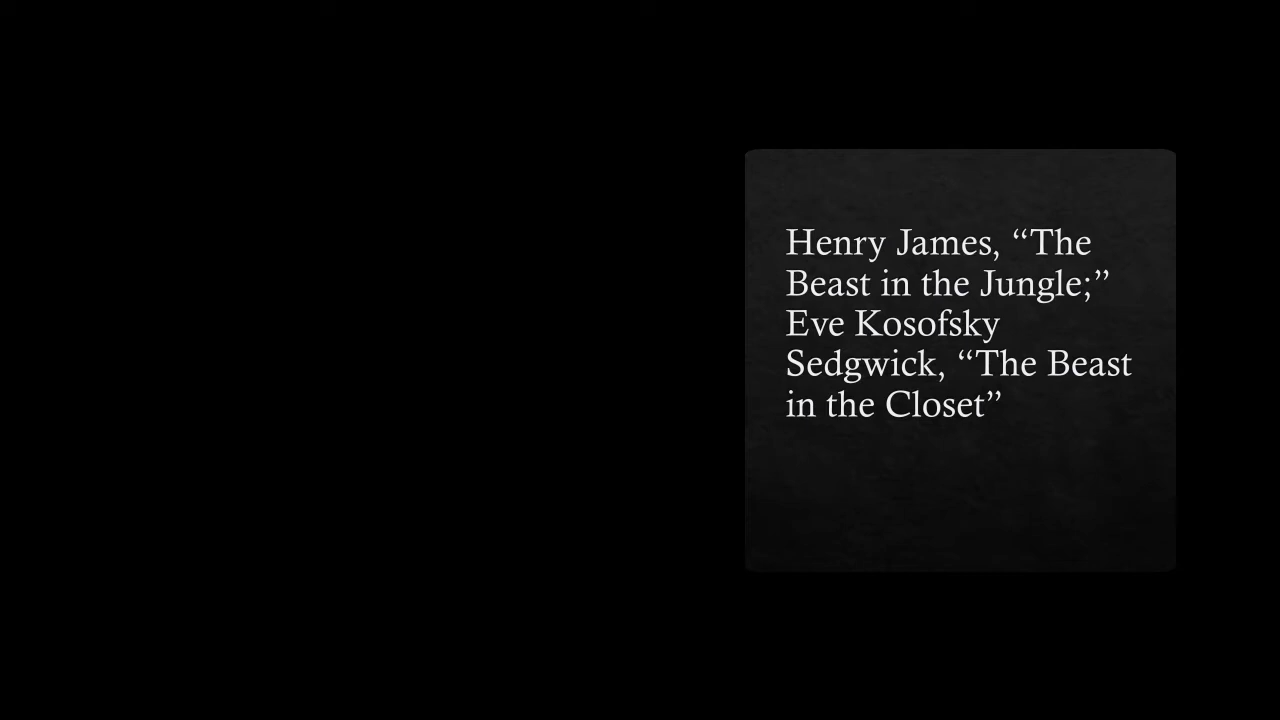 Henry James, “The
Beast in the Jungle;”
Eve Kosofsky
Sedgwick, “The Beast
in the Closet”